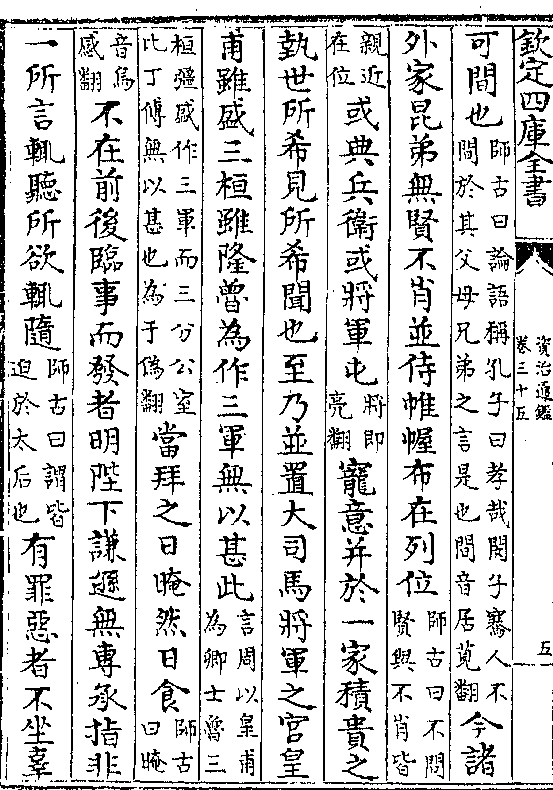 欽定四庫全書
資治通鑑
卷三十五
五
可間也師古曰論語稱孔子曰孝哉閔子騫人不間於其父母兄弟之言是也間音居莧翻今諸
外家昆弟無賢不肖並侍帷幄布在列位師古曰不問賢與不肖皆
親近在位或典兵衛或將軍屯將即亮翻寵意并於一家積貴之
埶世所希見所希聞也至乃並置大司馬將軍之官皇
甫雖盛三桓雖隆魯為作三軍無以甚此言周以皇甫為卿士魯三
桓彊盛作三軍而三分公室比丁傅無以甚也為于偽翻當拜之日晻然日食師古曰晻
音烏感翻不在前後臨事而發者明陛下謙遜無專承指非
一所言輒聽所欲輒隨師古曰謂皆迫於太后也有罪惡者不坐辠